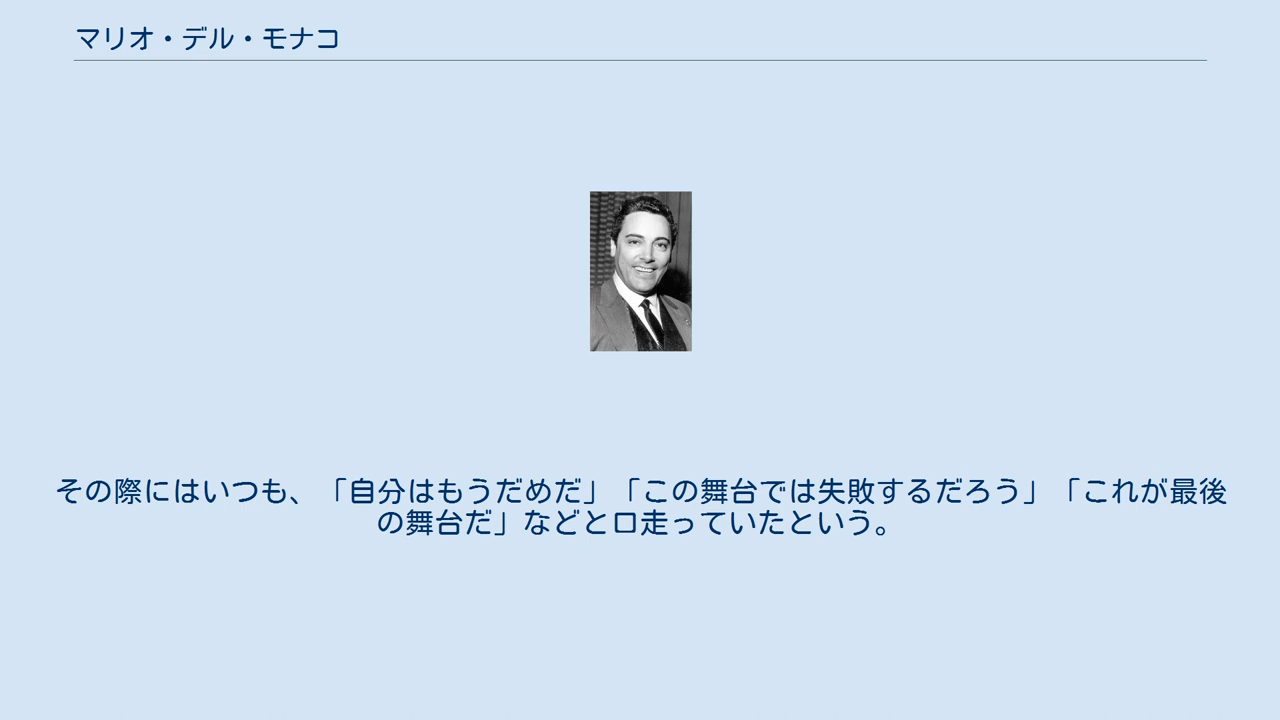 マリオ・デル・モナコ
その際にはいつも、「自分はもうだめだ」「この舞台では失敗するだろう」「これが最後
の舞台だ」などと口走っていたという。